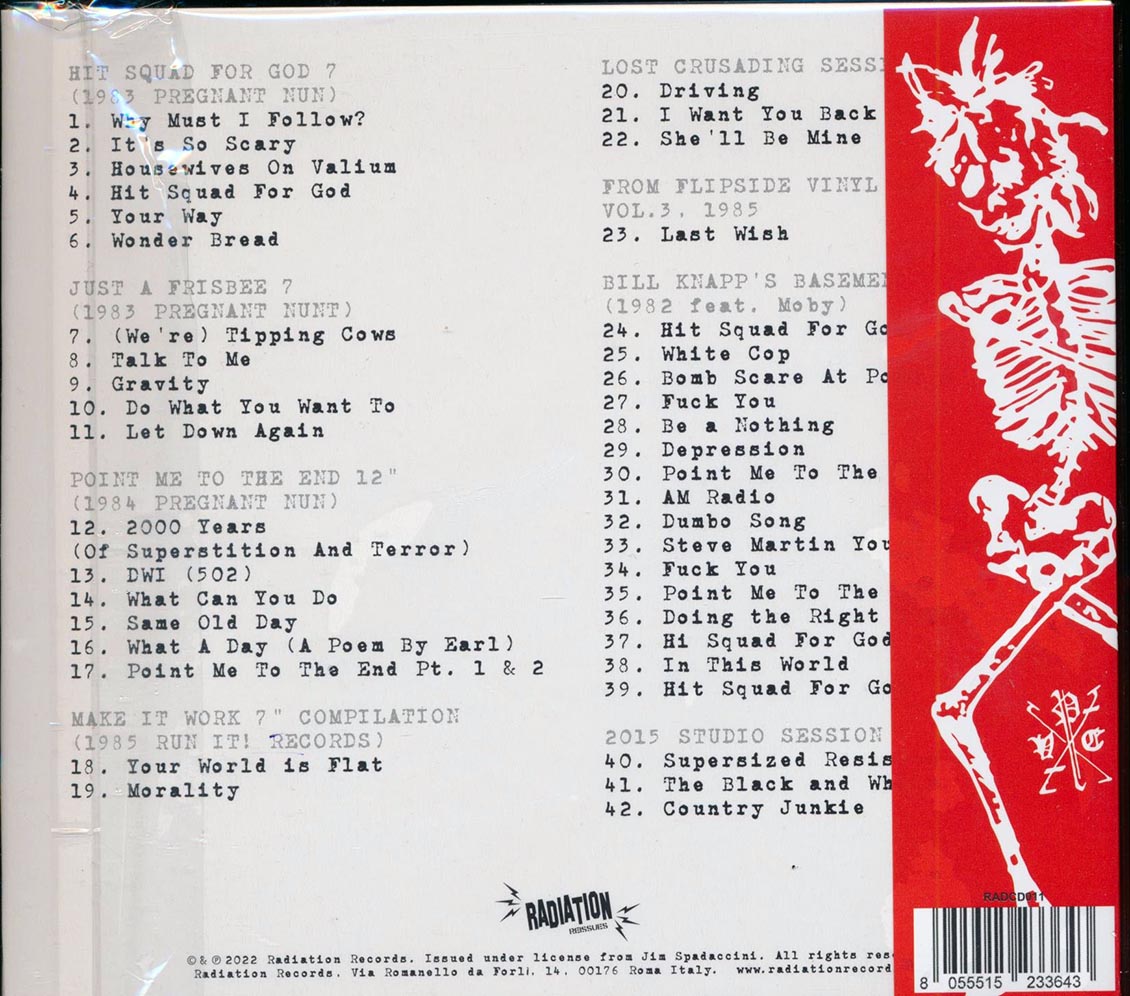 HIT SQUAD FOR GOD 7
(1983 PREGNANT NUN)
1. Why Must I Follow?
2. It's So Scary
3. Housewives On Valium
4. Hit Squad For God
5. Your Way
6. Wonder Bread
JUST A FRISBEE 7
(1983 PREGNANT NUNT)
7. (We're) Tipping Cows
8. Talk To Me
9. Gravity
10. Do What You Want To
11. Let Down Again
POINT ME TO THE END 12"
(1984 PREGNANT NUN)
12. 2000 Years
(Of Superstition And Terror)
13. DWI (502)
14. What Can You Do
15. Same Old Day
16. What A Day (A Poem By Earl)
17. Point Me To The End Pt. 1 & 2
MAKE IT WORK 7" COMPILATION
(1985 RUN IT! RECORDS)
18. Your World is Flat
19. Morality
LOST CRUSADING SESSI
20. Driving
21. I Want You Back
22. She'll Be Mine
FROM FLIPSIDE VINYL
VOL.3, 1985
23. Last Wish
BILL KNAPP'S BASEMEN
(1982 feat. Moby)
24. Hit Squad For Go
25. White Cop
26. Bomb Scare At Po
27. Fuck You
28. Be a Nothing
29. Depression
30. Point Me To The
31. AM Radio
32. Dumbo Song
33. Steve Martin You
34. Fuck You
35. Point Me To The
36. Doing the Right
37. Hi Squad For God
38. In This World
39. Hit Squad For Go
2015 STUDIO SESSION
40. Supersized Resis
41. The Black and Wh
42. Country Junkie
RADIATION
REISSUES
© & ℗ 2022 Radiation Records. Issued under license from Jim Spadaccini. All rights res
Radiation Records. Via Romanello da Forlì, 14. 00176 Roma Italy. www.radiationrecord
RADCD011
8 055515 233643